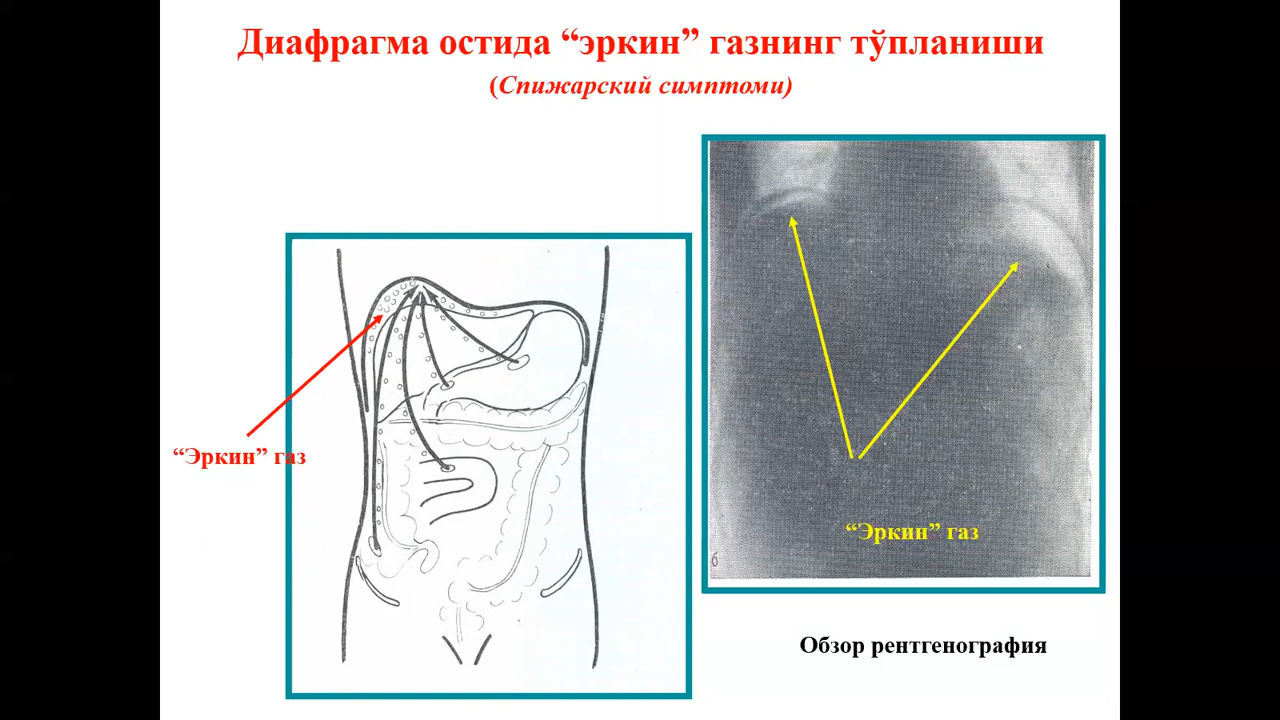 Диафрагма остида “эркин” газнинг тўпланиши
(Спижарский симптоми)
“Эркин” газ
“Эркин” газ
б
Обзор рентгенография